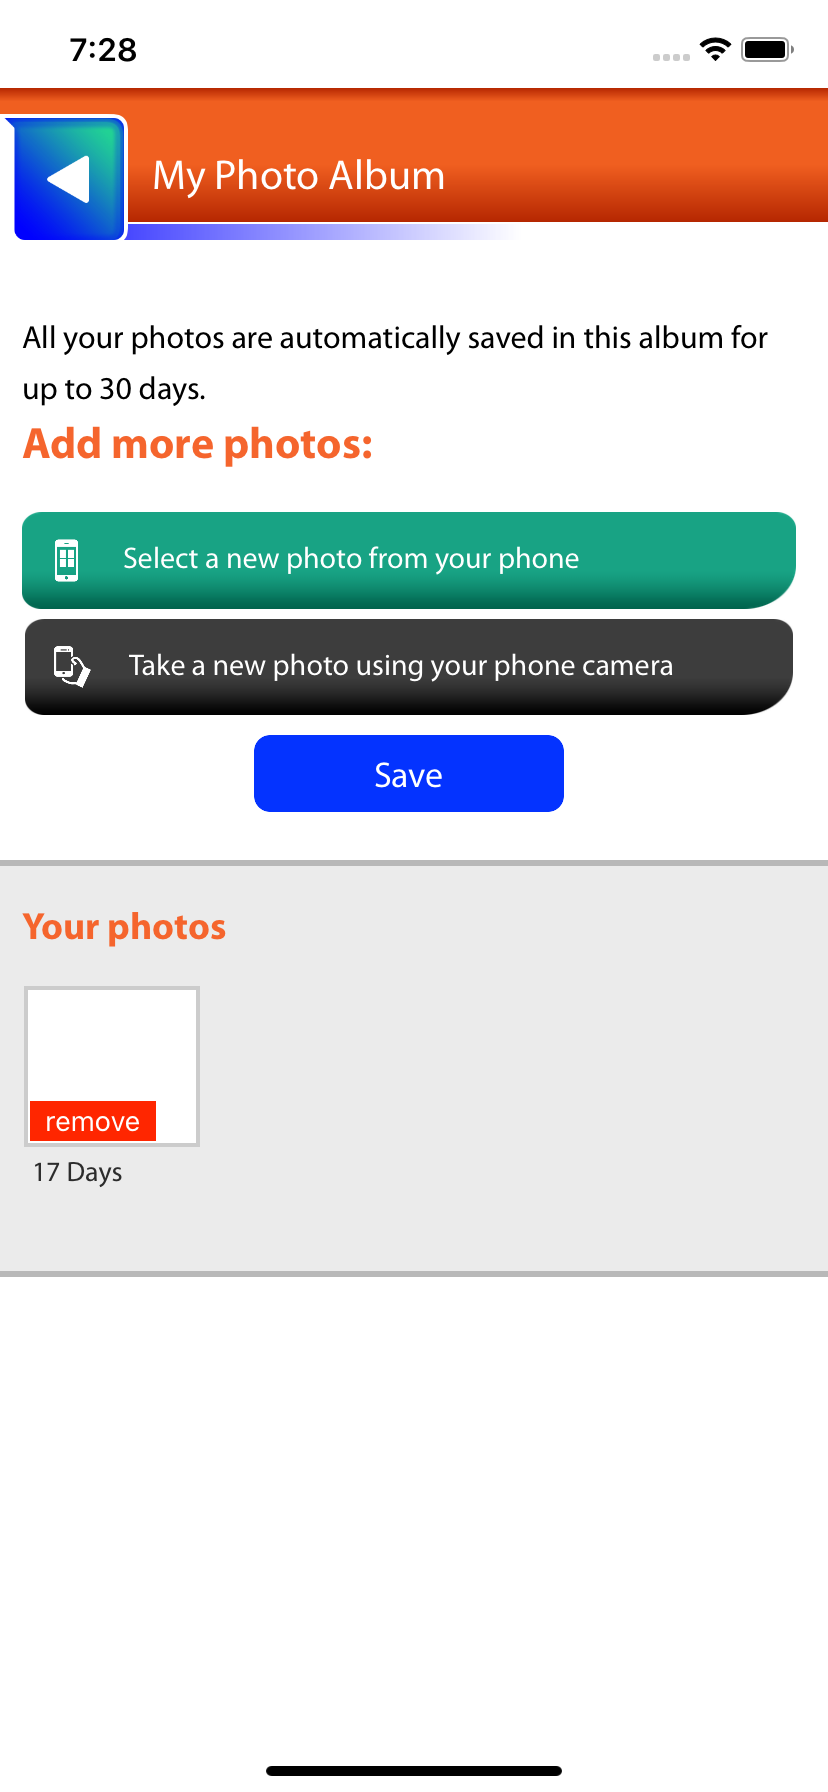 7:28
My Photo Album
All your photos are automatically saved in this album for
up to 30 days.
Add more photos:
Select a new photo from your phone
Take a new photo using your phone camera
Save
Your photos
remove
17 Days